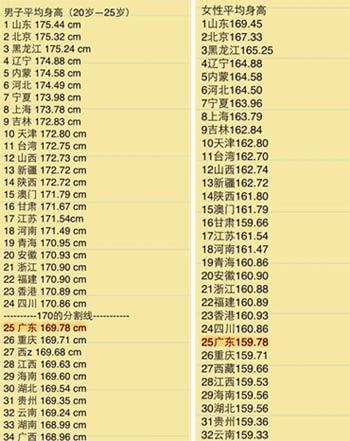 男子平均身高（20岁—25岁）
1 山东 175.44 cm
2 北京 175.32 cm
3 黑龙江 175.24 cm
4 辽宁 174.88 cm
5 内蒙 174.58 cm
6 河北 174.49 cm
7 宁夏 173.98 cm
8 上海 173.78 cm
9 吉林 172.83 cm
10 天津 172.80 cm
11 台湾 172.75 cm
12 山西 172.73 cm
13 新疆 172.72 cm
14 陕西 172.72 cm
15 澳门 171.79 cm
16 甘肃 171.67 cm
17 江苏 171.54cm
18 河南 171.49 cm
19 青海 170.95 cm
20 安徽 170.93 cm
21 浙江 170.90 cm
22 福建 170.90 cm
23 香港 170.89 cm
24 四川 170.86 cm
----------170的分割线-----------
25 广东 169.78 cm
26 重庆 169.71 cm
27 西z 169.68 cm
28 江西 169.63 cm
29 海南 169.60 cm
30 湖北 169.54 cm
31 贵州 169.35 cm
32 云南 169.24 cm
33 湖南 168.99 cm
34 广西 168.96 cm
女性平均身高
1 山东169.45
2 北京167.33
3 黑龙江165.25
4 辽宁164.88
5 内蒙164.58
6 河北164.50
7 宁夏163.96
8 上海163.79
9 吉林162.84
10 天津162.80
11 台湾162.70
12 山西162.74
13 新疆162.72
14 陕西161.80
15 澳门161.79
16 甘肃159.66
17 江苏161.54
18 河南161.47
19 青海160.86
20 安徽160.90
21 浙江160.88
22 福建160.89
23 香港160.93
24 四川160.86
25广东159.78
26 重庆159.71
27 西藏159.66
28 江西159.53
29 海南159.56
30 湖北159.56
31 贵州159.36
32 云南159.33